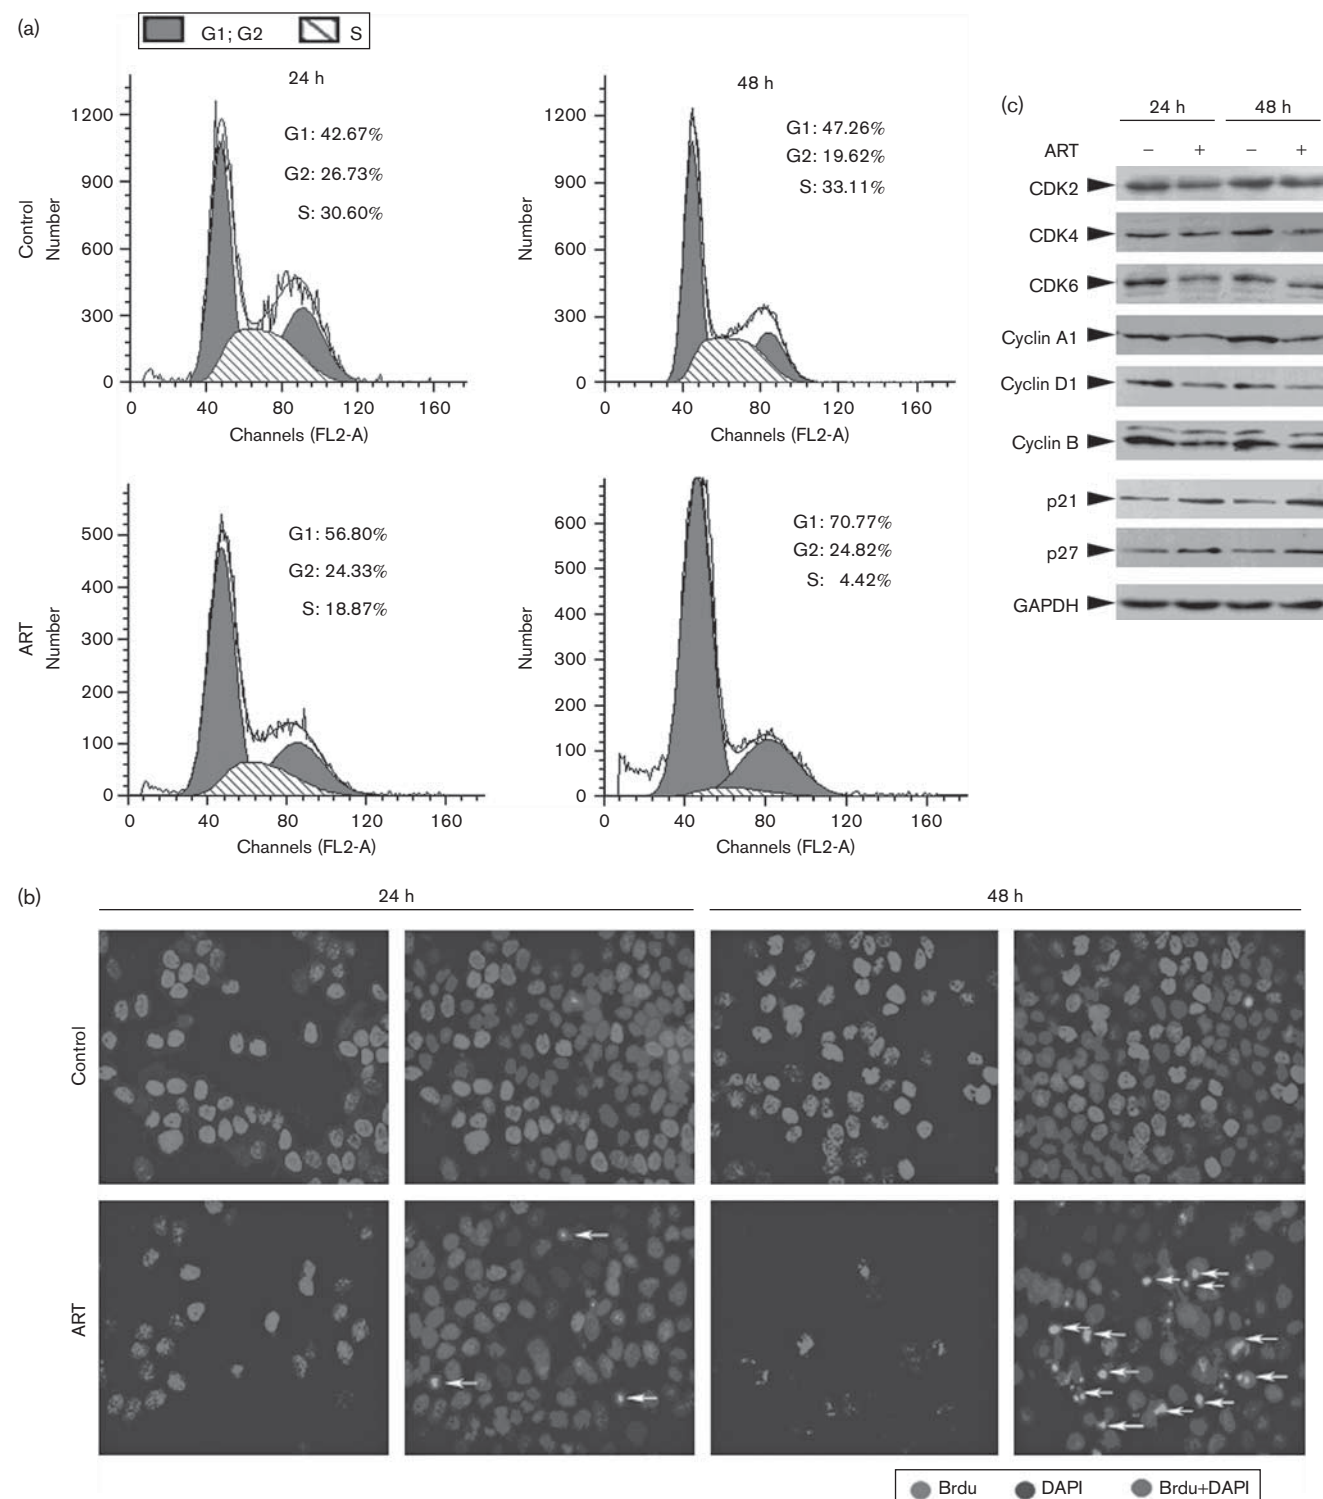 (a)
G1; G2 S
24 h
1200
900
600
300
0
Control
Number
G1: 42.67%
G2: 26.73%
S: 30.60%
0 40 80 120 160
Channels (FL2-A)
48 h
1200
900
600
300
0
Number
G1: 47.26%
G2: 19.62%
S: 33.11%
0 40 80 120 160
Channels (FL2-A)
500
400
300
200
100
0
ART
Number
G1: 56.80%
G2: 24.33%
S: 18.87%
0 40 80 120 160
Channels (FL2-A)
600
500
400
300
200
100
0
Number
G1: 70.77%
G2: 24.82%
S: 4.42%
0 40 80 120 160
Channels (FL2-A)
(c)
24 h 48 h
ART − + − +
CDK2
CDK4
CDK6
Cyclin A1
Cyclin D1
Cyclin B
p21
p27
GAPDH
(b)
24 h 48 h
Control
ART
Brdu DAPI Brdu+DAPI